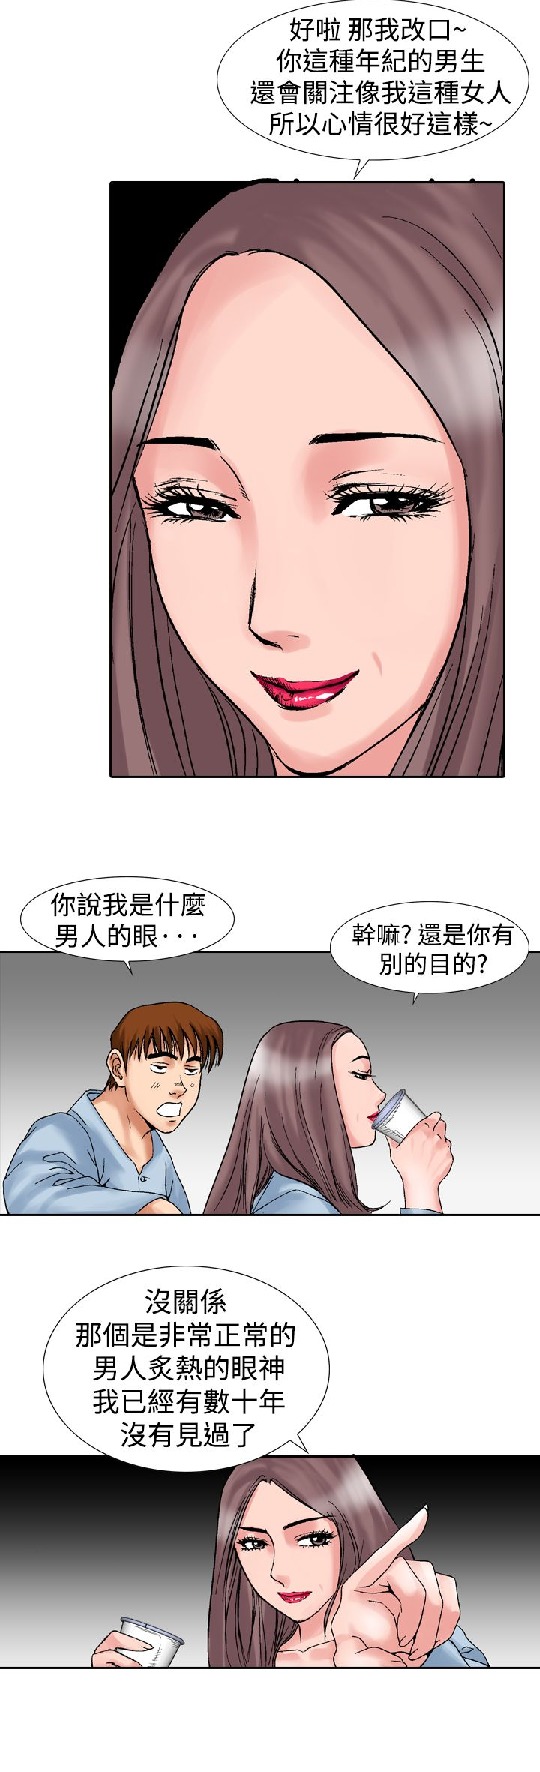 好啦 那我改口~
你這種年紀的男生
還會關注像我這種女人
所以心情很好這樣~
你說我是什麼
男人的眼···
幹嘛? 還是你有
別的目的?
沒關係
那個是非常正常的
男人炙熱的眼神
我已經有數十年
沒有見過了